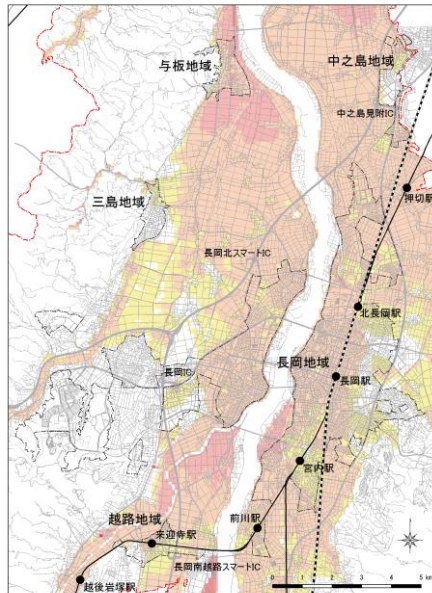 与板地域
中之島地域
中之島見附IC
押切駅
三島地域
長岡北スマートIC
北長岡駅
長岡地域
長岡IC
長岡駅
宮内駅
越路地域
前川駅
来迎寺駅
長岡南越路スマートIC
越後岩塚駅
0 1 2 3 4 5 km